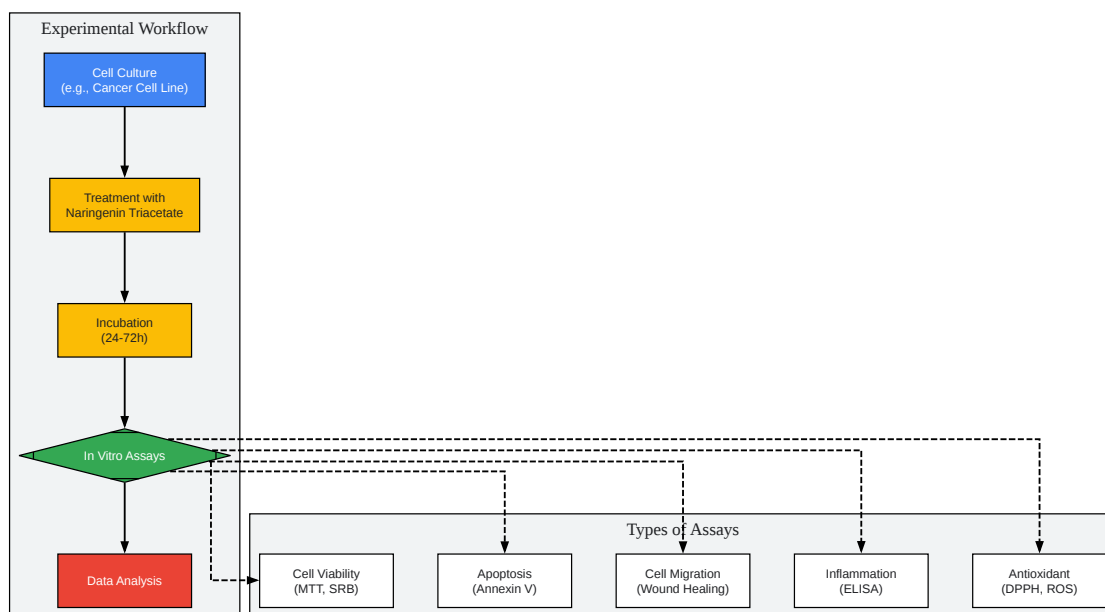 Experimental Workflow
Cell Culture
(e.g., Cancer Cell Line)
Treatment with
Naringenin Triacetate
Incubation
(24-72h)
In Vitro Assays
Data Analysis
Types of Assays
Cell Viability
(MTT, SRB)
Apoptosis
(Annexin V)
Cell Migration
(Wound Healing)
Inflammation
(ELISA)
Antioxidant
(DPPH, ROS)